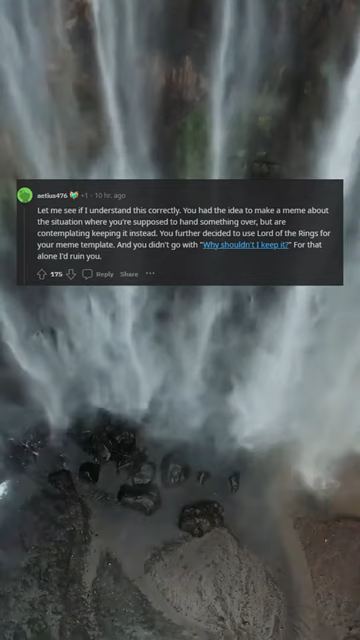 aetius476 +1 · 10 hr. ago
Let me see if I understand this correctly. You had the idea to make a meme about
the situation where you're supposed to hand something over, but are
contemplating keeping it instead. You further decided to use Lord of the Rings for
your meme template. And you didn't go with "Why shouldn't I keep it?" For that
alone I'd ruin you.
175 Reply Share ···